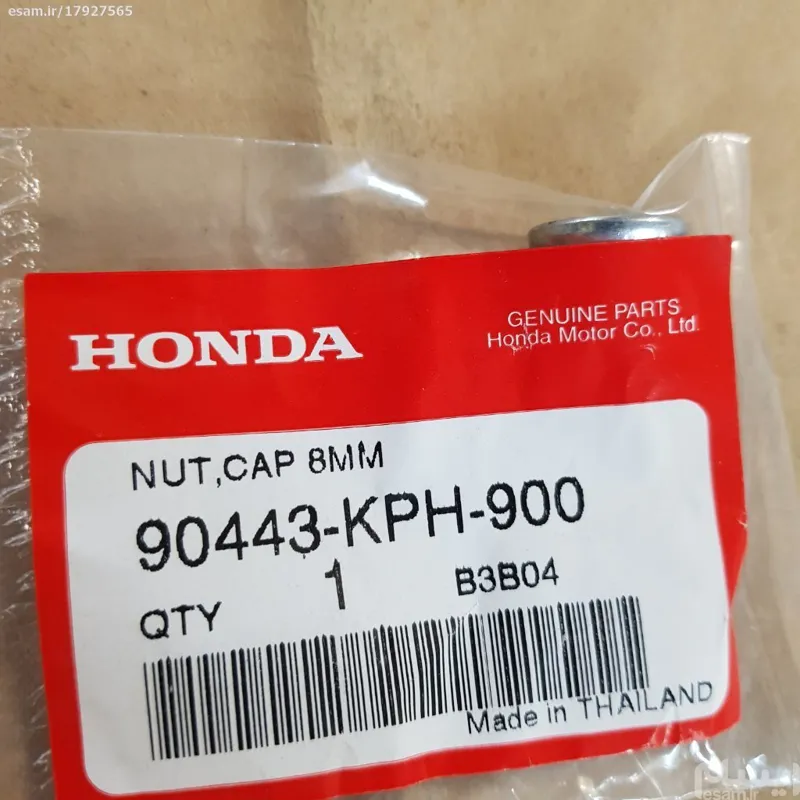 esam.ir/17927565
HONDA
GENUINE PARTS
Honda Motor Co., Ltd.
NUT,CAP 8MM
90443-KPH-900
QTY 1 B3B04
Made in THAILAND
ایسام
esam.ir